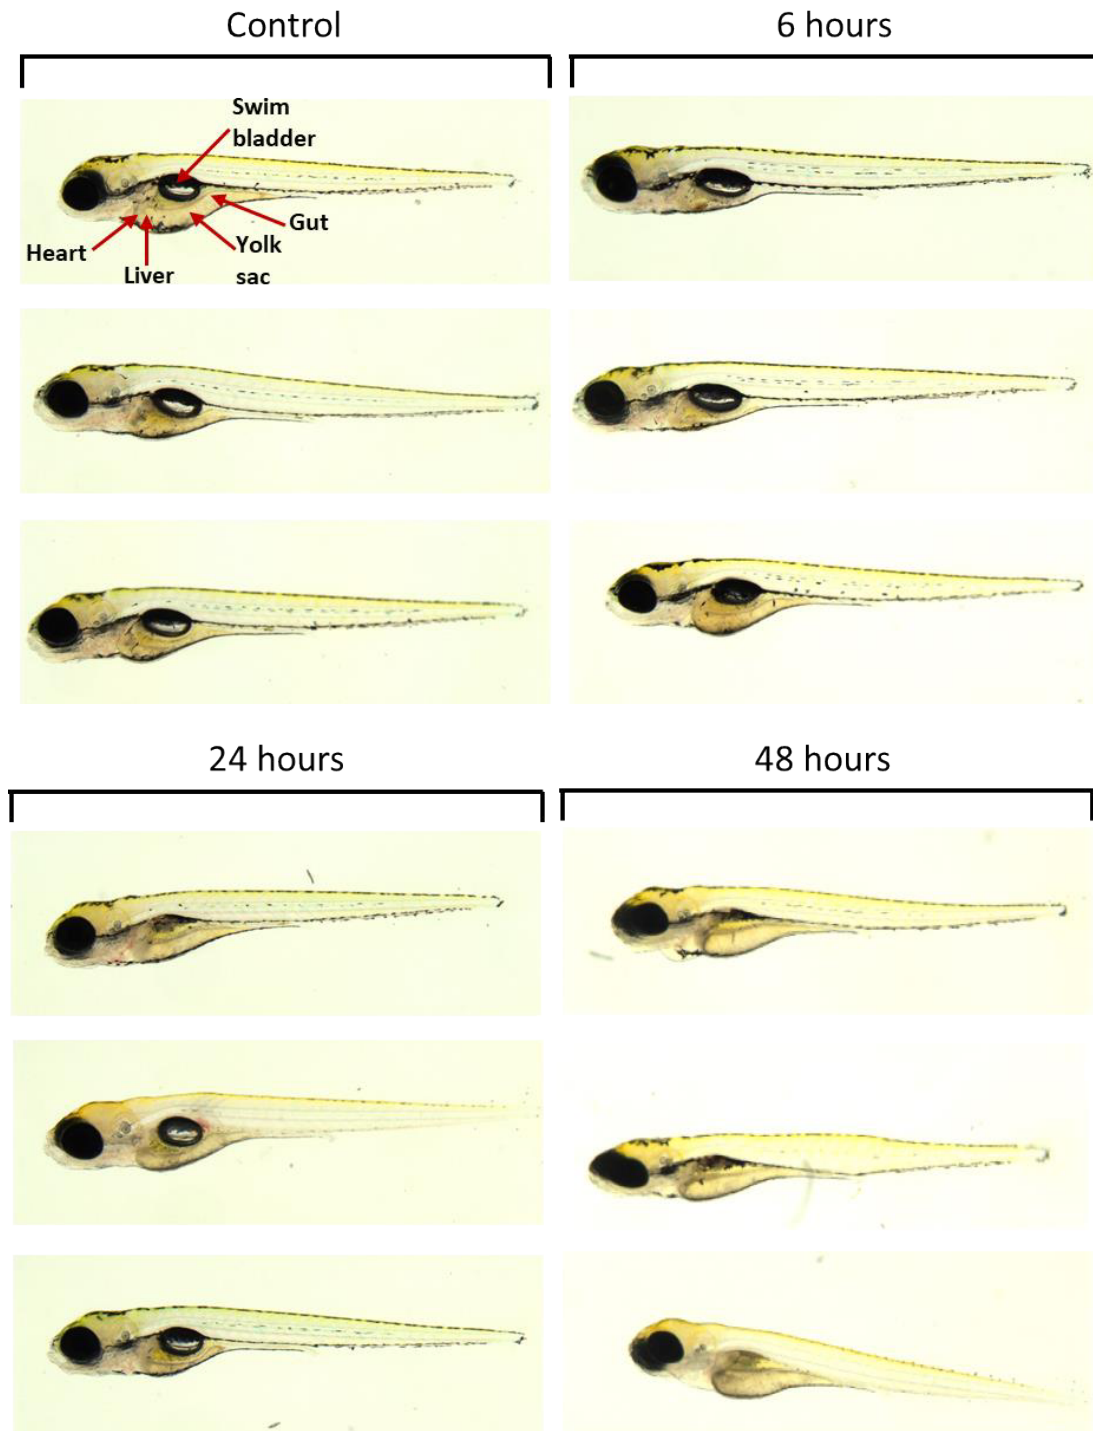 Control
6 hours
Swim
bladder
Gut
Heart
Yolk
Liver
sac
24 hours
48 hours